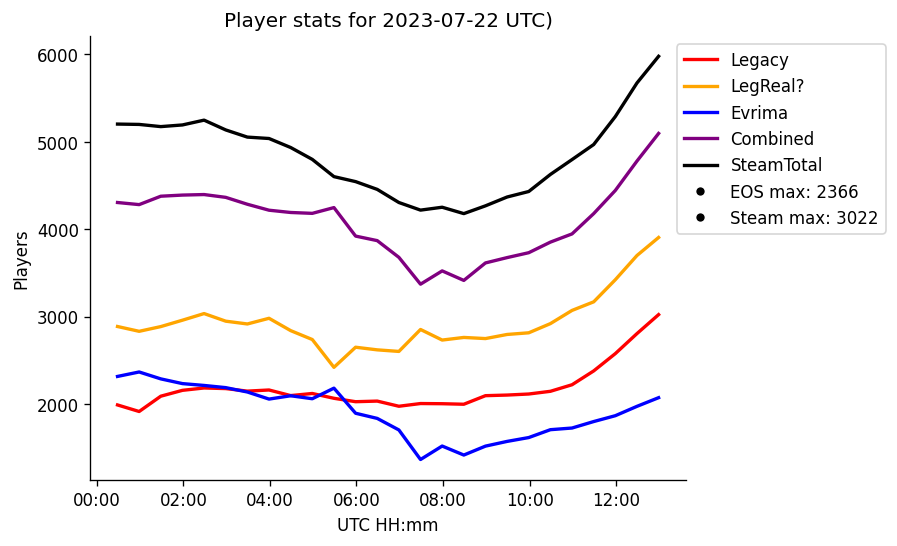 Player stats for 2023-07-22 UTC)
6000
5000
4000
3000
2000
Players
00:00 02:00 04:00 06:00 08:00 10:00 12:00
UTC HH:mm
Legacy
LegReal?
Evrima
Combined
SteamTotal
EOS max: 2366
Steam max: 3022